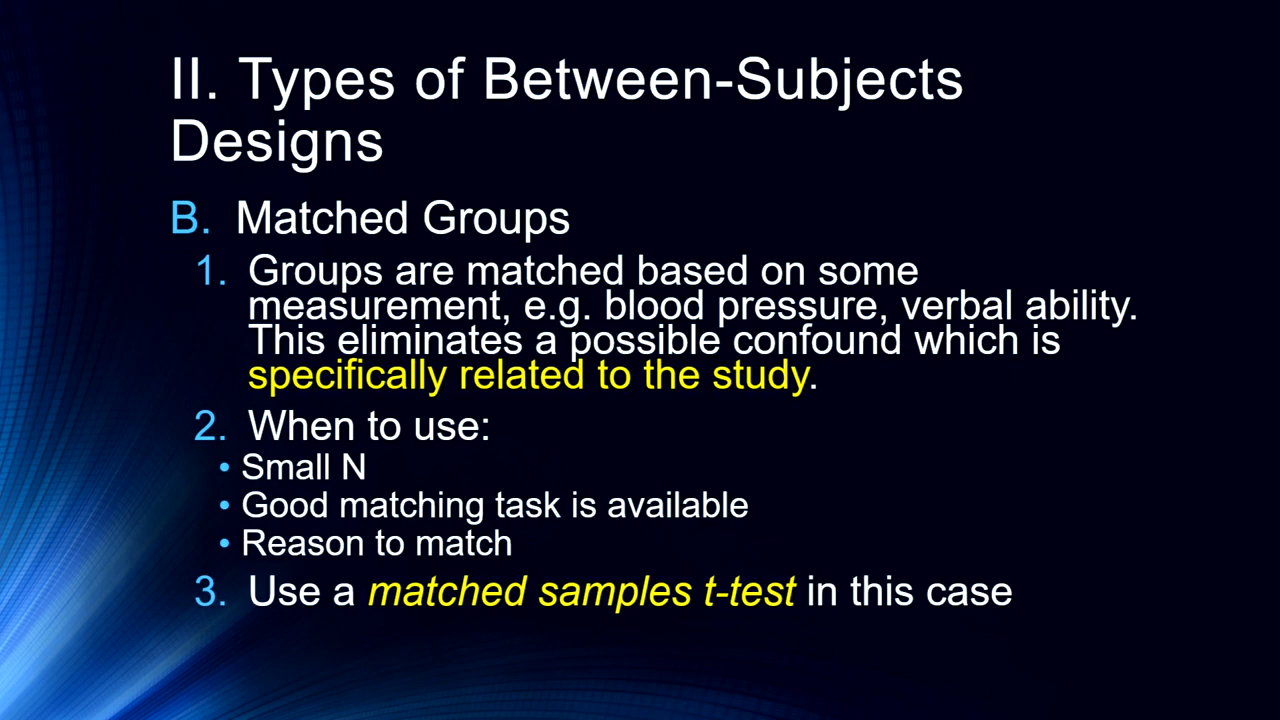 II. Types of Between-Subjects
Designs
B. Matched Groups
1. Groups are matched based on some
measurement, e.g. blood pressure, verbal ability.
This eliminates a possible confound which is
specifically related to the study.
2. When to use:
• Small N
• Good matching task is available
• Reason to match
3. Use a matched samples t-test in this case